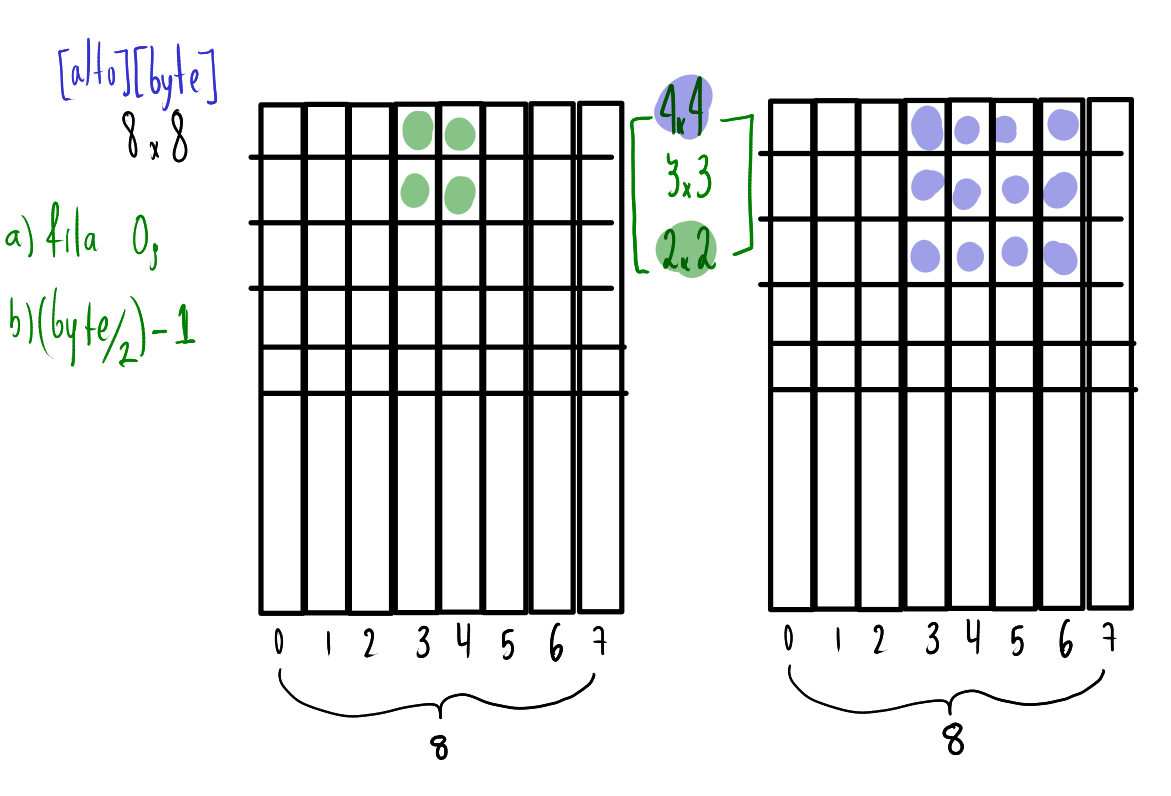 [alto][byte]
8 x 8
a) fila 0,
b) (byte/2) - 1
4x4
3x3
2x2
0 1 2 3 4 5 6 7
8
0 1 2 3 4 5 6 7
8